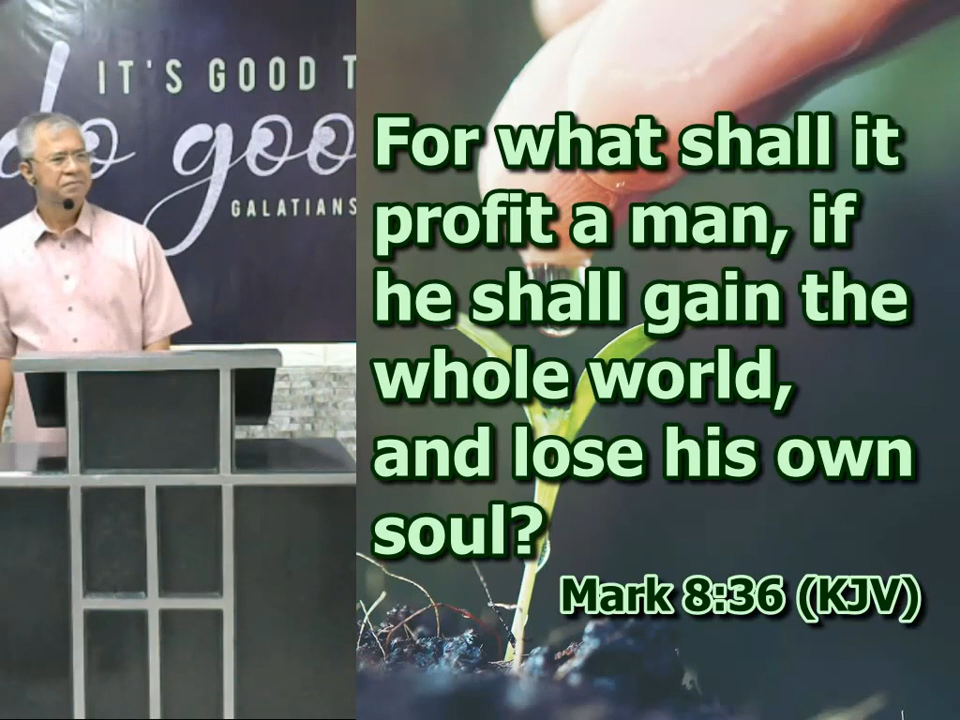 IT'S GOOD T
do goo
GALATIANS
For what shall it
profit a man, if
he shall gain the
whole world,
and lose his own
soul?
Mark 8:36 (KJV)